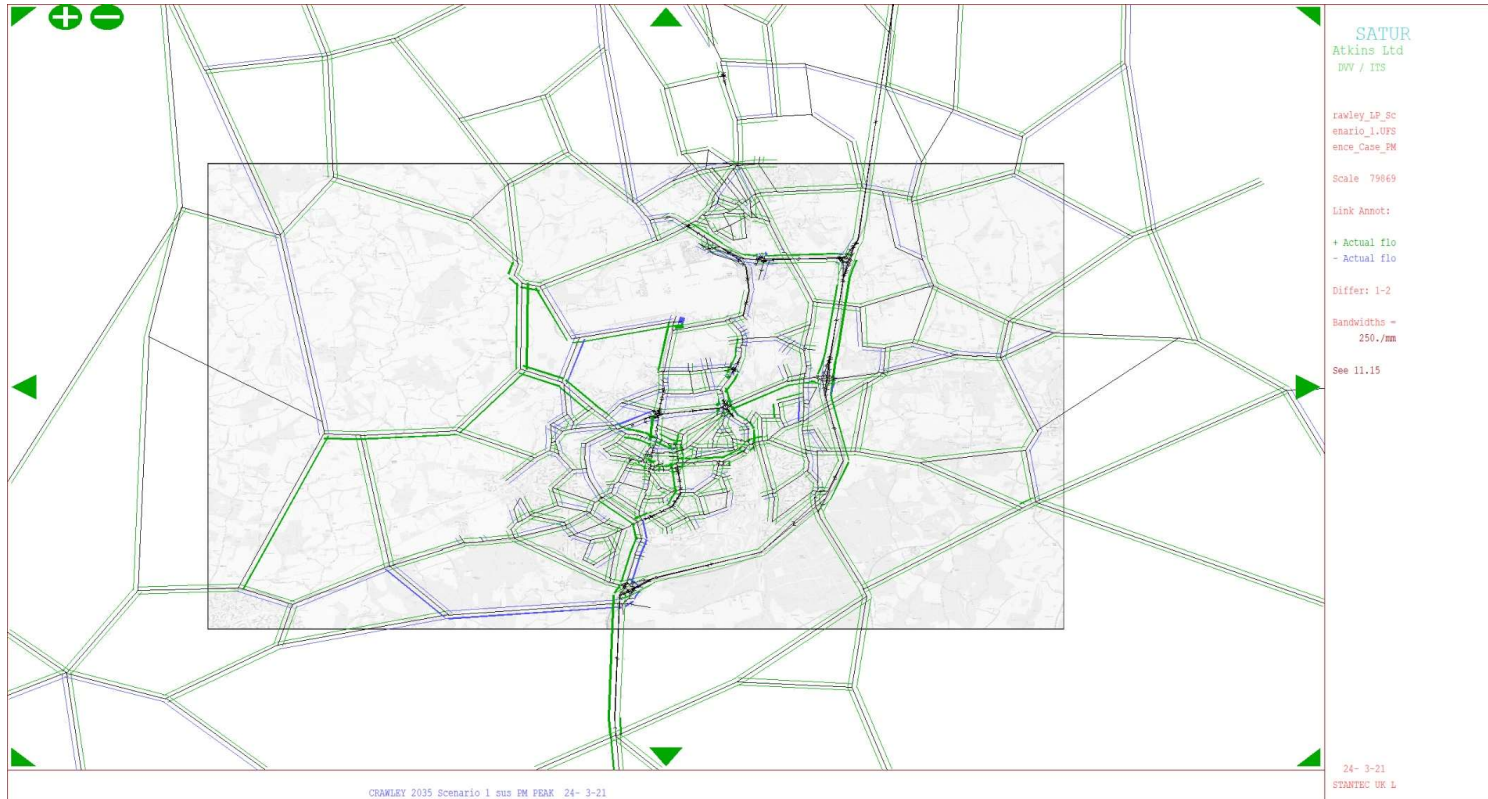 SATUR
Atkins Ltd
DVV / ITS
rawley_LP_Sc
enario_1.UFS
ence_Case_PM
Scale 79869
Link Annot:
+ Actual flo
- Actual flo
Differ: 1-2
Bandwidths =
250./mm
See 11.15
24- 3-21
STANTEC UK L
CRAWLEY 2035 Scenario 1 sus PM PEAK 24- 3-21